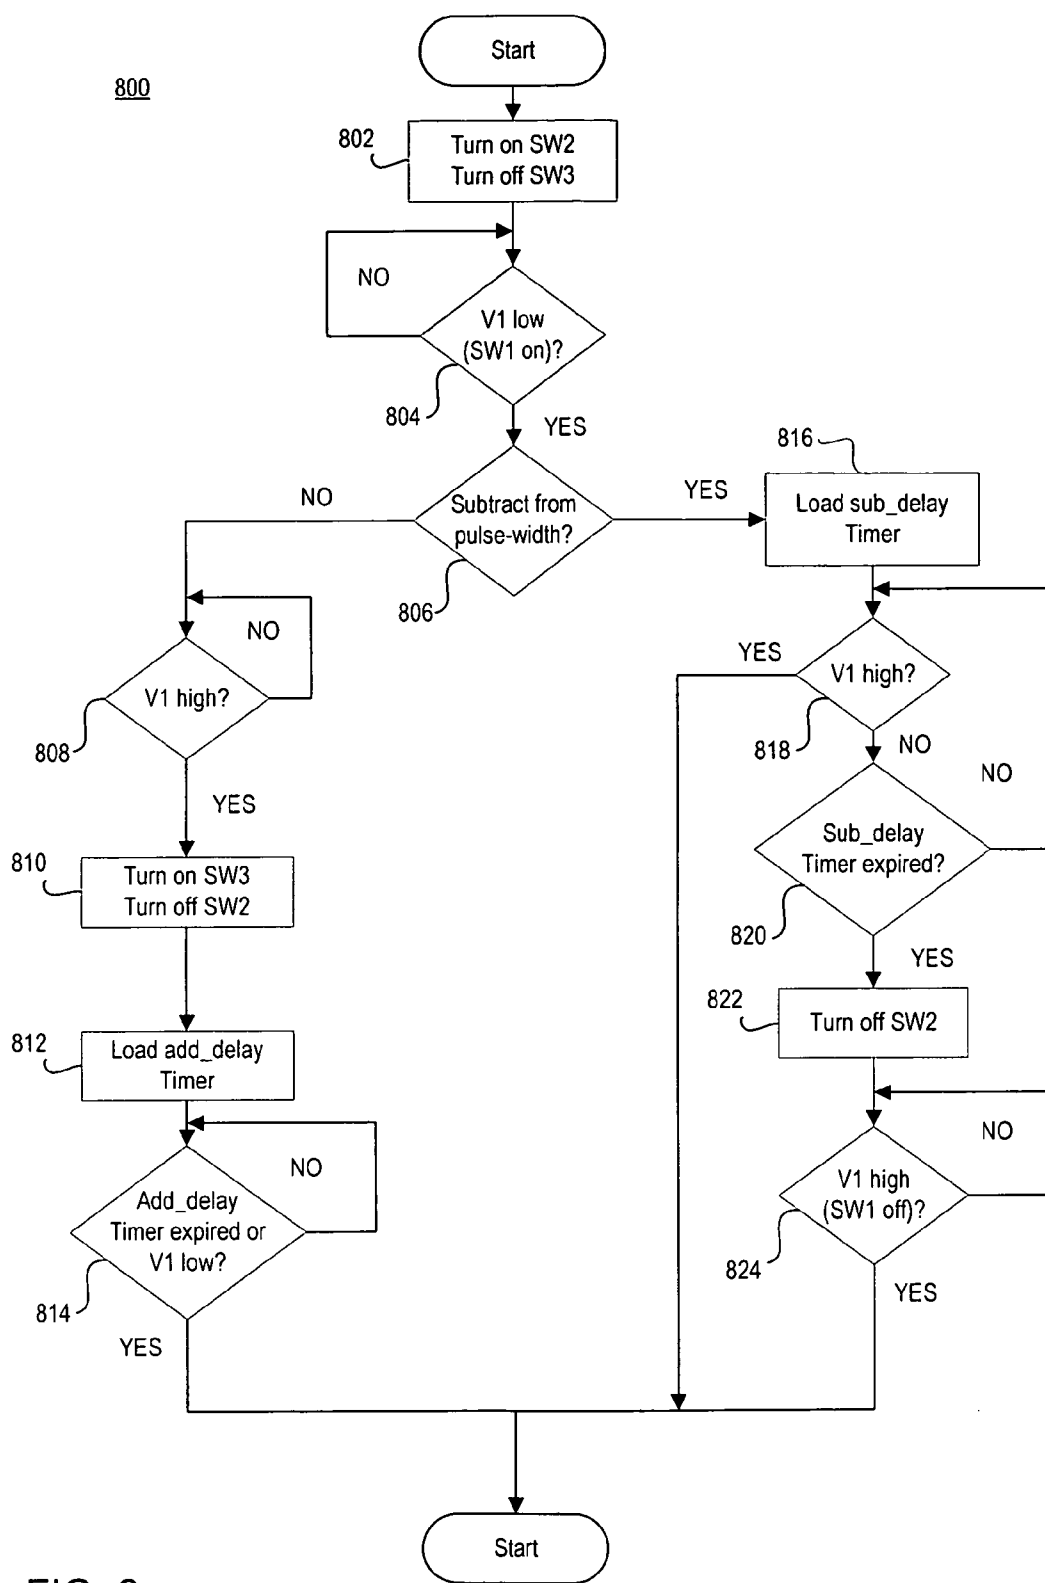 Start
800
802
Turn on SW2
Turn off SW3
NO
V1 low
(SW1 on)?
804
YES
816
NO
Subtract from
pulse-width?
YES
Load sub_delay
Timer
806
NO
YES
V1 high?
V1 high?
808
818
NO
NO
YES
Sub_delay
Timer expired?
810
Turn on SW3
Turn off SW2
820
YES
822
Turn off SW2
812
Load add_delay
Timer
NO
NO
V1 high
(SW1 off)?
Add_delay
Timer expired or
V1 low?
824
YES
814
YES
Start